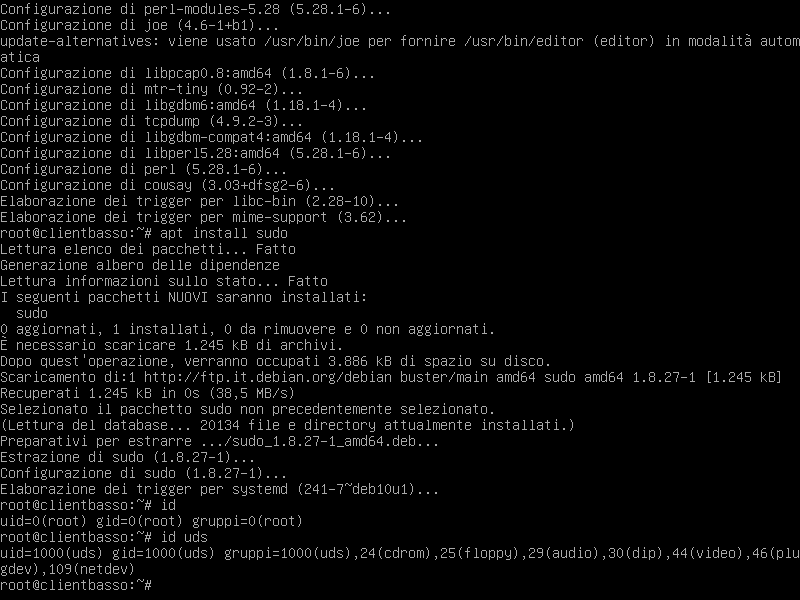 Configurazione di perl-modules-5.28 (5.28.1-6)...
Configurazione di joe (4.6-1+b1)...
update-alternatives: viene usato /usr/bin/joe per fornire /usr/bin/editor (editor) in modalità autom
atica
Configurazione di libpcap0.8:amd64 (1.8.1-6)...
Configurazione di mtr-tiny (0.92-2)...
Configurazione di libgdbm6:amd64 (1.18.1-4)...
Configurazione di tcpdump (4.9.2-3)...
Configurazione di libgdbm-compat4:amd64 (1.18.1-4)...
Configurazione di libperl5.28:amd64 (5.28.1-6)...
Configurazione di perl (5.28.1-6)...
Configurazione di cowsay (3.03+dfsg2-6)...
Elaborazione dei trigger per libc-bin (2.28-10)...
Elaborazione dei trigger per mime-support (3.62)...
root@clientbasso:~# apt install sudo
Lettura elenco dei pacchetti... Fatto
Generazione albero delle dipendenze
Lettura informazioni sullo stato... Fatto
I seguenti pacchetti NUOVI saranno installati:
  sudo
0 aggiornati, 1 installati, 0 da rimuovere e 0 non aggiornati.
È necessario scaricare 1.245 kB di archivi.
Dopo quest'operazione, verranno occupati 3.886 kB di spazio su disco.
Scaricamento di:1 http://ftp.it.debian.org/debian buster/main amd64 sudo amd64 1.8.27-1 [1.245 kB]
Recuperati 1.245 kB in 0s (38,5 MB/s)
Selezionato il pacchetto sudo non precedentemente selezionato.
(Lettura del database... 20134 file e directory attualmente installati.)
Preparativi per estrarre .../sudo_1.8.27-1_amd64.deb...
Estrazione di sudo (1.8.27-1)...
Configurazione di sudo (1.8.27-1)...
Elaborazione dei trigger per systemd (241-7~deb10u1)...
root@clientbasso:~# id
uid=0(root) gid=0(root) gruppi=0(root)
root@clientbasso:~# id uds
uid=1000(uds) gid=1000(uds) gruppi=1000(uds),24(cdrom),25(floppy),29(audio),30(dip),44(video),46(plu
gdev),109(netdev)
root@clientbasso:~#